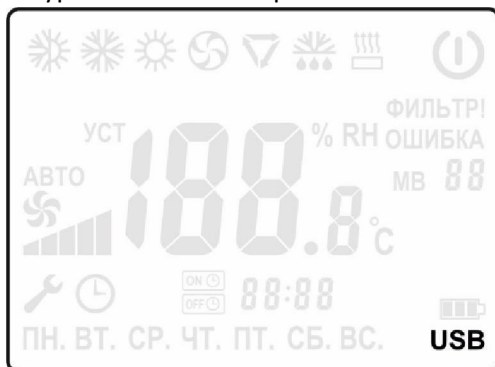 ФИЛЬТР!
УСТ 188.8 °C % RH ОШИБКА
АВТО МВ 88
ON OFF 88:88
ПН. ВТ. СР. ЧТ. ПТ. СБ. ВС. USB